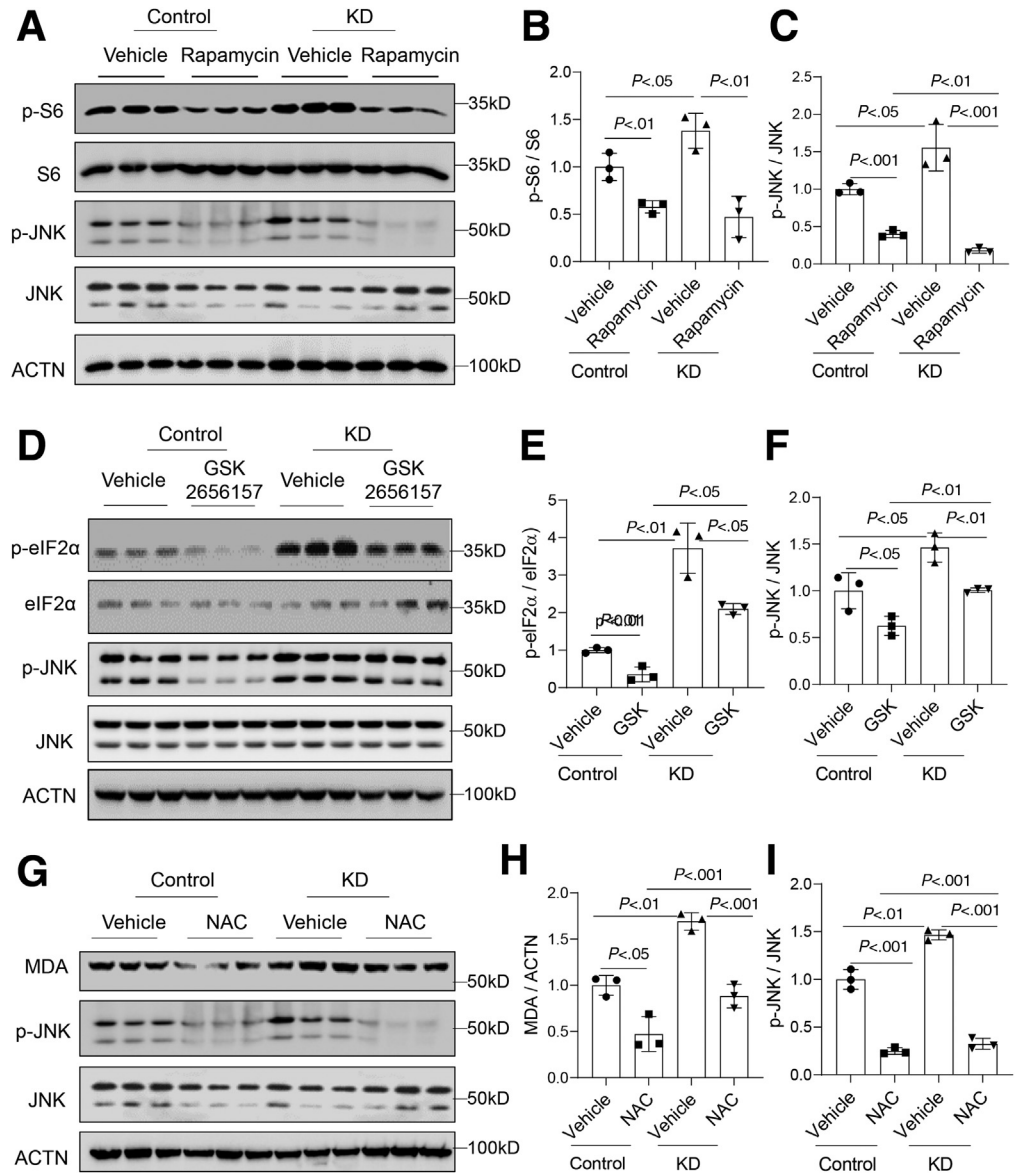 A
Control
KD
Vehicle
Rapamycin
Vehicle
Rapamycin
p-S6
35kD
S6
35kD
p-JNK
50kD
JNK
50kD
ACTN
100kD
B
p-S6 / S6
2.0
1.5
1.0
0.5
0.0
P<.05
P<.01
P<.01
Vehicle
Rapamycin
Vehicle
Rapamycin
Control
KD
C
p-JNK / JNK
2.5
2.0
1.5
1.0
0.5
0.0
P<.01
P<.05
P<.001
P<.001
Vehicle
Rapamycin
Vehicle
Rapamycin
Control
KD
D
Control
KD
Vehicle
GSK
2656157
Vehicle
GSK
2656157
p-eIF2α
35kD
eIF2α
35kD
p-JNK
50kD
JNK
50kD
ACTN
100kD
E
p-eIF2α / eIF2α)
5
4
3
2
1
0
P<.05
P<.01
P<.05
Vehicle
GSK
Vehicle
GSK
Control
KD
F
p-JNK / JNK
2.0
1.5
1.0
0.5
0.0
P<.01
P<.05
P<.01
P<.05
Vehicle
GSK
Vehicle
GSK
Control
KD
G
Control
KD
Vehicle
NAC
Vehicle
NAC
MDA
50kD
p-JNK
50kD
JNK
50kD
ACTN
100kD
H
MDA / ACTN
2.0
1.5
1.0
0.5
0.0
P<.001
P<.01
P<.001
P<.05
Vehicle
NAC
Vehicle
NAC
Control
KD
I
p-JNK / JNK
2.0
1.5
1.0
0.5
0.0
P<.001
P<.01
P<.001
P<.001
Vehicle
NAC
Vehicle
NAC
Control
KD